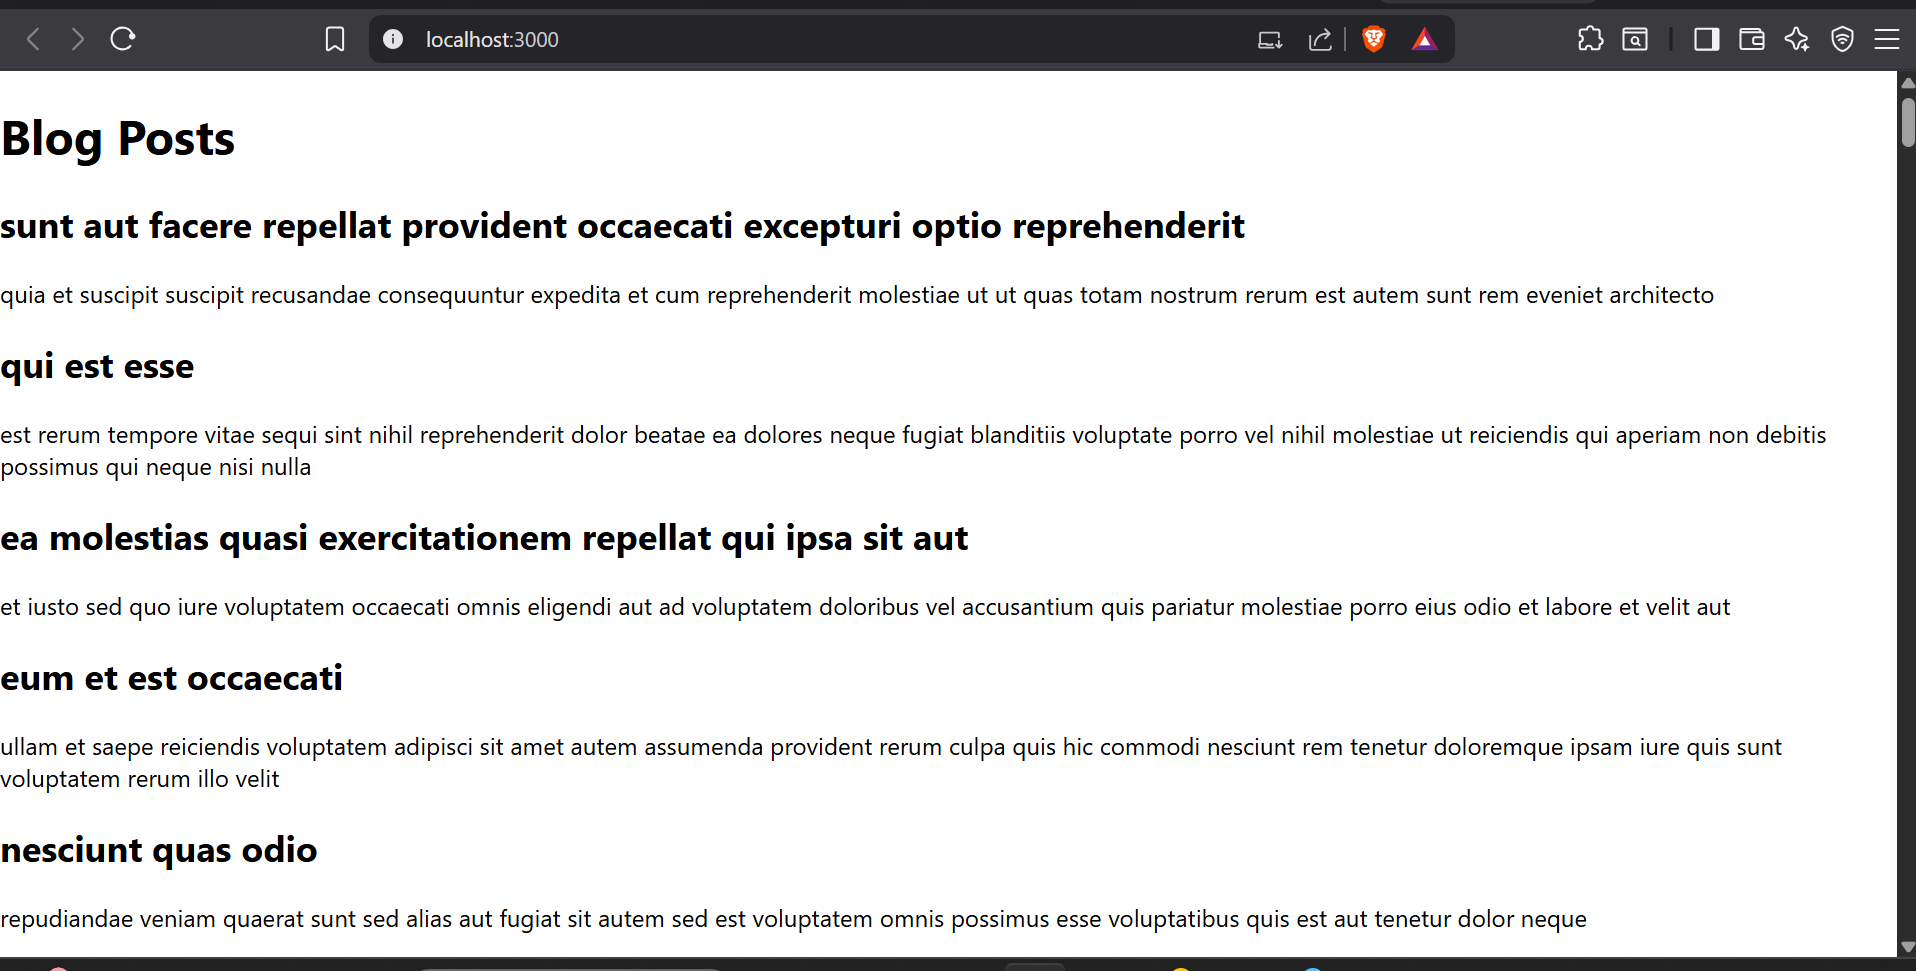 localhost:3000
Blog Posts
sunt aut facere repellat provident occaecati excepturi optio reprehenderit
quia et suscipit suscipit recusandae consequuntur expedita et cum reprehenderit molestiae ut ut quas totam nostrum rerum est autem sunt rem eveniet architecto
qui est esse
est rerum tempore vitae sequi sint nihil reprehenderit dolor beatae ea dolores neque fugiat blanditiis voluptate porro vel nihil molestiae ut reiciendis qui aperiam non debitis
possimus qui neque nisi nulla
ea molestias quasi exercitationem repellat qui ipsa sit aut
et iusto sed quo iure voluptatem occaecati omnis eligendi aut ad voluptatem doloribus vel accusantium quis pariatur molestiae porro eius odio et labore et velit aut
eum et est occaecati
ullam et saepe reiciendis voluptatem adipisci sit amet autem assumenda provident rerum culpa quis hic commodi nesciunt rem tenetur doloremque ipsam iure quis sunt
voluptatem rerum illo velit
nesciunt quas odio
repudiandae veniam quaerat sunt sed alias aut fugiat sit autem sed est voluptatem omnis possimus esse voluptatibus quis est aut tenetur dolor neque